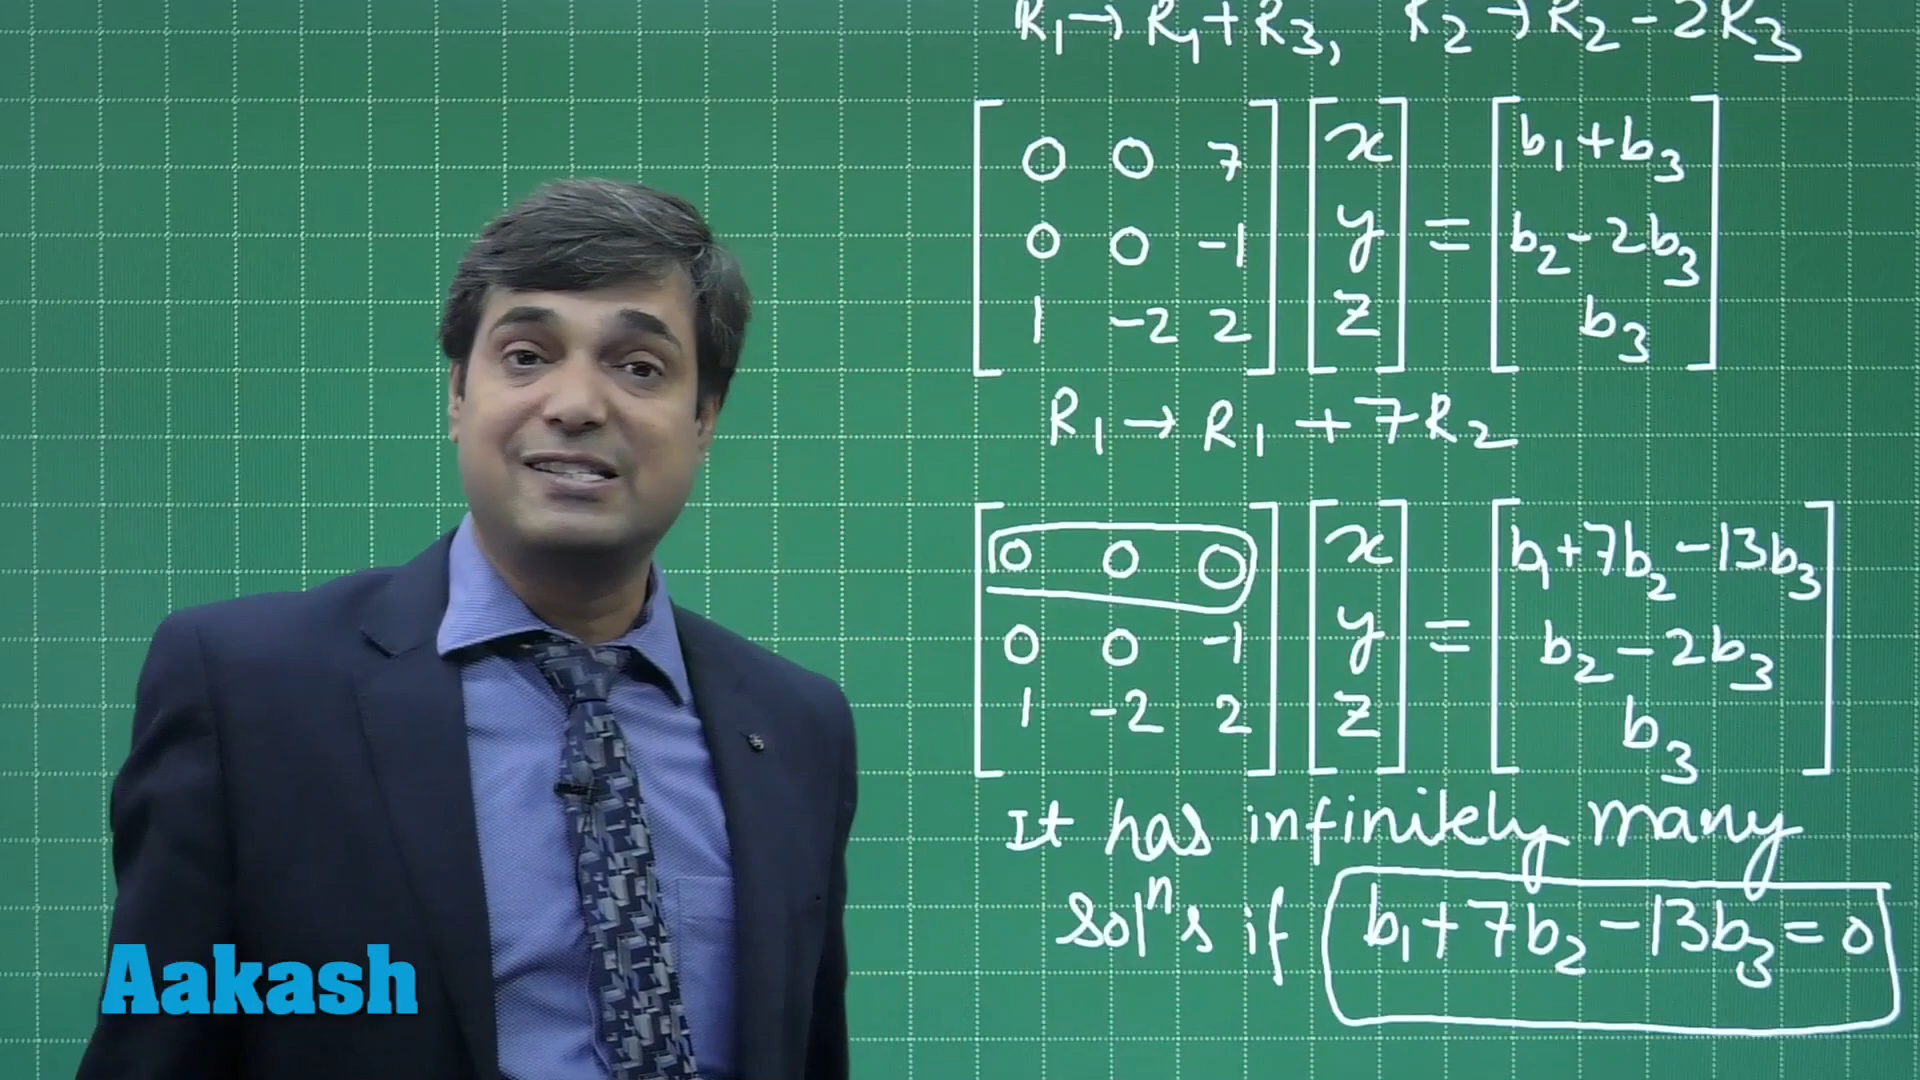 R₁→R₁+R₃, R₂→R₂-2R₃
0 0 7 x b₁+b₃
0 0 -1 y = b₂-2b₃
1 -2 2 z b₃
R₁→R₁+7R₂
0 0 0 x b₁+7b₂-13b₃
0 0 -1 y = b₂-2b₃
1 -2 2 z b₃
It has infinitely many
solⁿs if b₁+7b₂-13b₃=0
Aakash